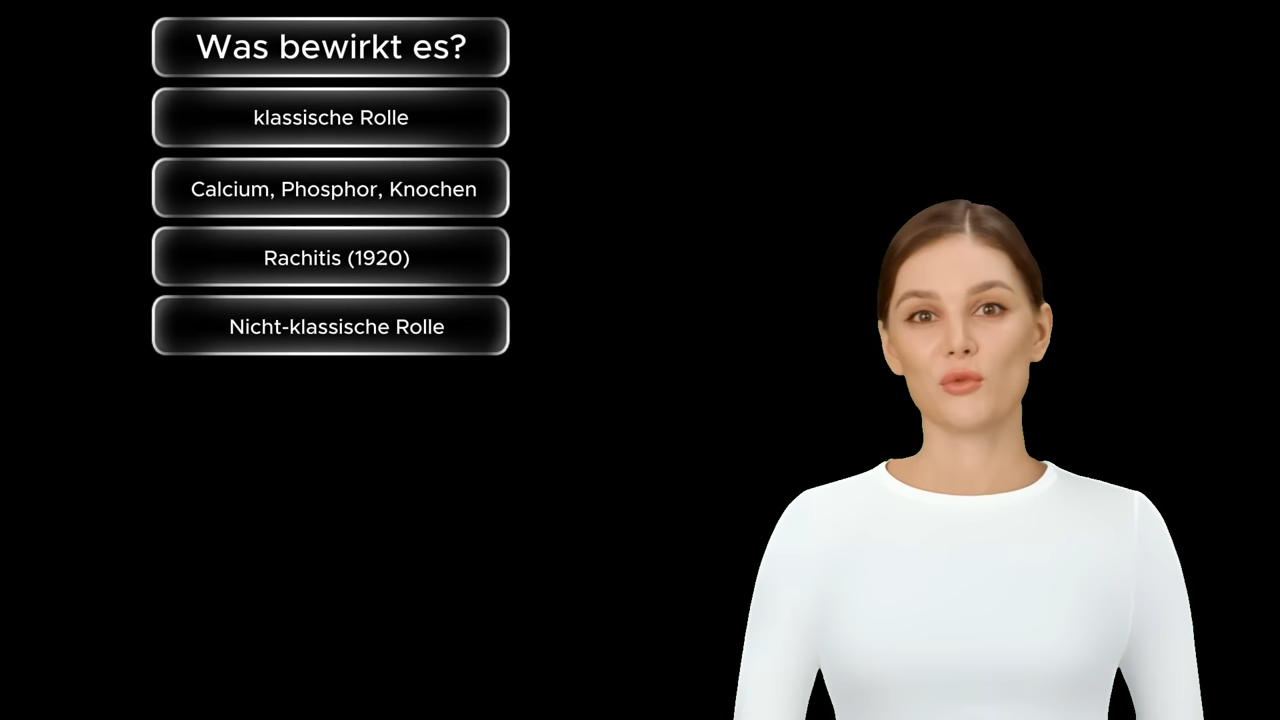 Was bewirkt es?
klassische Rolle
Calcium, Phosphor, Knochen
Rachitis (1920)
Nicht-klassische Rolle